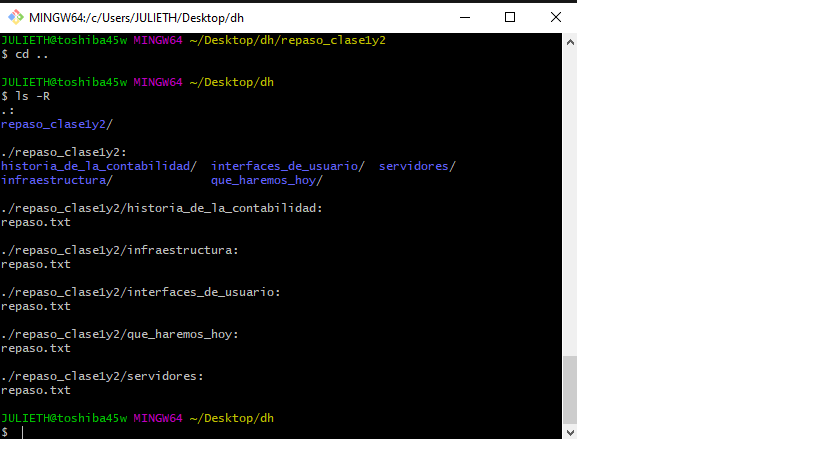 MINGW64:/c/Users/JULIETH/Desktop/dh
JULIETH@toshiba45w MINGW64 ~/Desktop/dh/repaso_clase1y2
$ cd ..
JULIETH@toshiba45w MINGW64 ~/Desktop/dh
$ ls -R
.:
repaso_clase1y2/
./repaso_clase1y2:
historia_de_la_contabilidad/  interfaces_de_usuario/  servidores/
infraestructura/              que_haremos_hoy/
./repaso_clase1y2/historia_de_la_contabilidad:
repaso.txt
./repaso_clase1y2/infraestructura:
repaso.txt
./repaso_clase1y2/interfaces_de_usuario:
repaso.txt
./repaso_clase1y2/que_haremos_hoy:
repaso.txt
./repaso_clase1y2/servidores:
repaso.txt
JULIETH@toshiba45w MINGW64 ~/Desktop/dh
$